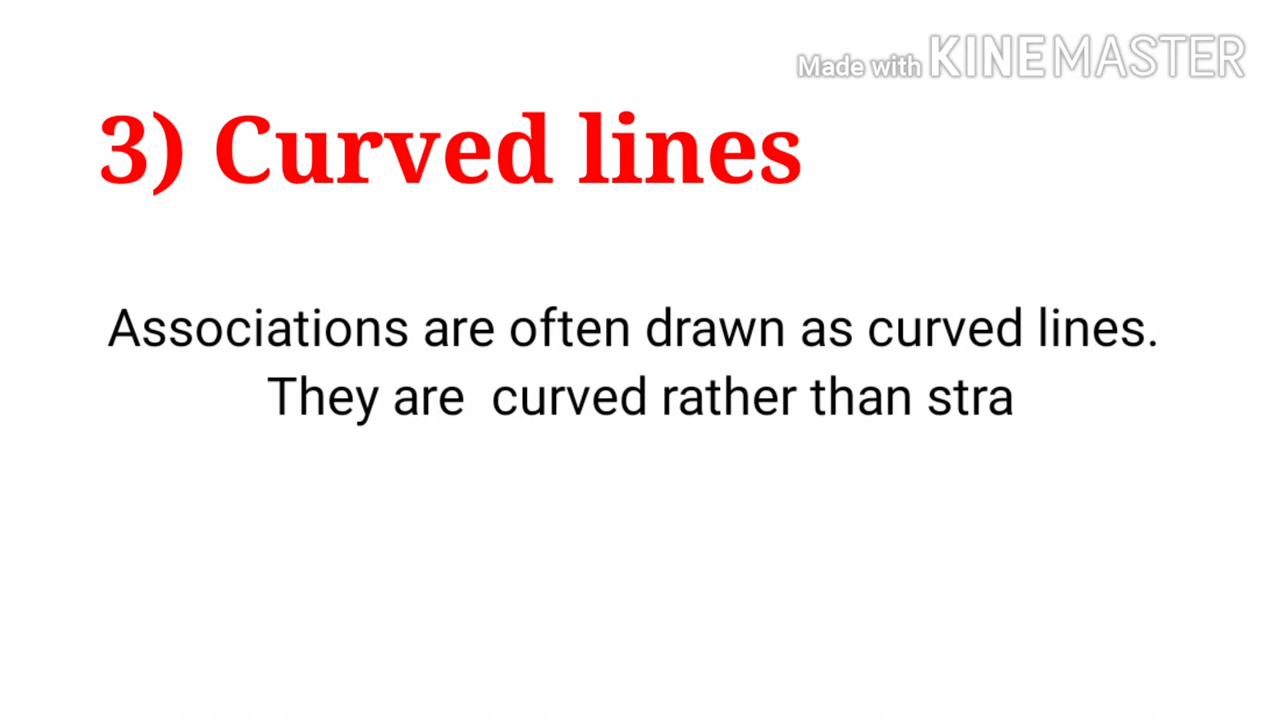 Made with KINEMASTER
3) Curved lines
Associations are often drawn as curved lines.
They are  curved rather than stra